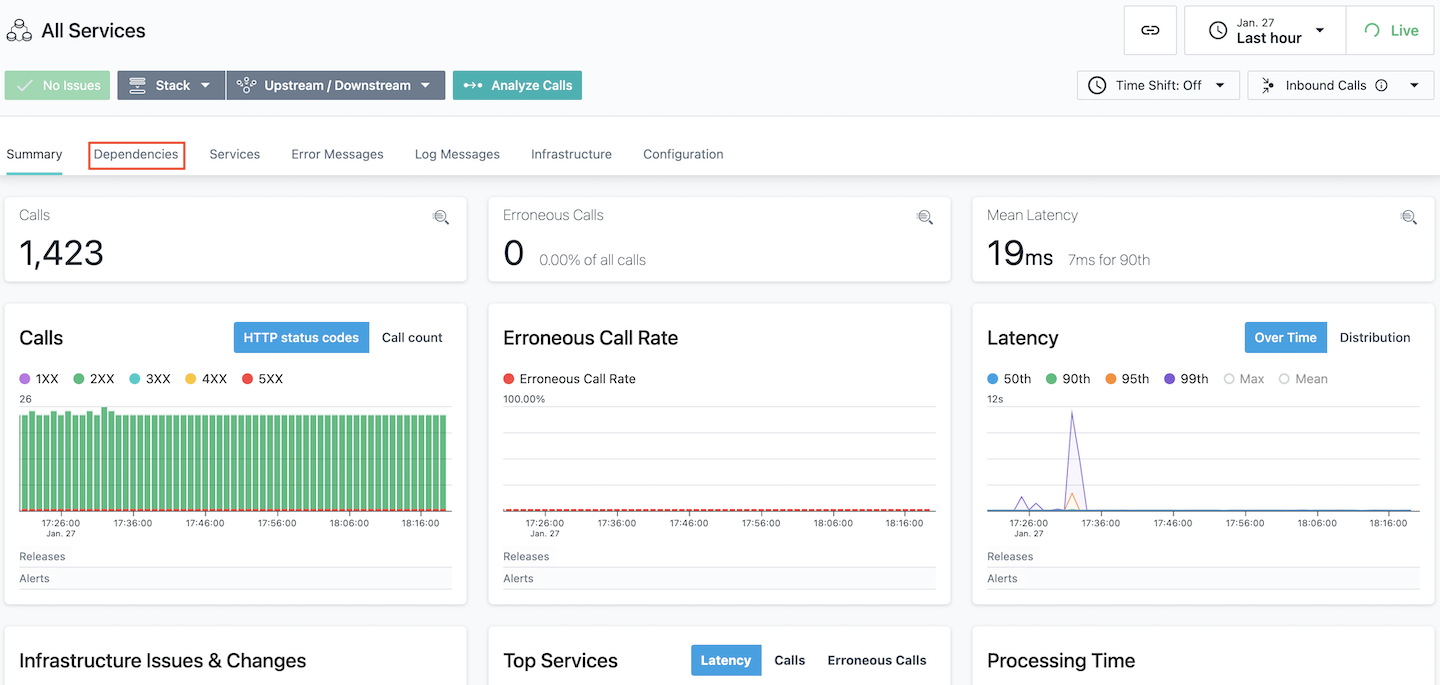 All Services
Jan. 27
Last hour
Live
No Issues
Stack
Upstream / Downstream
Analyze Calls
Time Shift: Off
Inbound Calls
Summary
Dependencies
Services
Error Messages
Log Messages
Infrastructure
Configuration
Calls
1,423
Erroneous Calls
0 0.00% of all calls
Mean Latency
19ms 7ms for 90th
Calls
HTTP status codes
Call count
1XX 2XX 3XX 4XX 5XX
26
17:26:00 17:36:00 17:46:00 17:56:00 18:06:00 18:16:00
Jan. 27
Releases
Alerts
Erroneous Call Rate
Erroneous Call Rate
100.00%
17:26:00 17:36:00 17:46:00 17:56:00 18:06:00 18:16:00
Jan. 27
Releases
Alerts
Latency
Over Time
Distribution
50th 90th 95th 99th Max Mean
12s
17:26:00 17:36:00 17:46:00 17:56:00 18:06:00 18:16:00
Jan. 27
Releases
Alerts
Infrastructure Issues & Changes
Top Services
Latency
Calls
Erroneous Calls
Processing Time